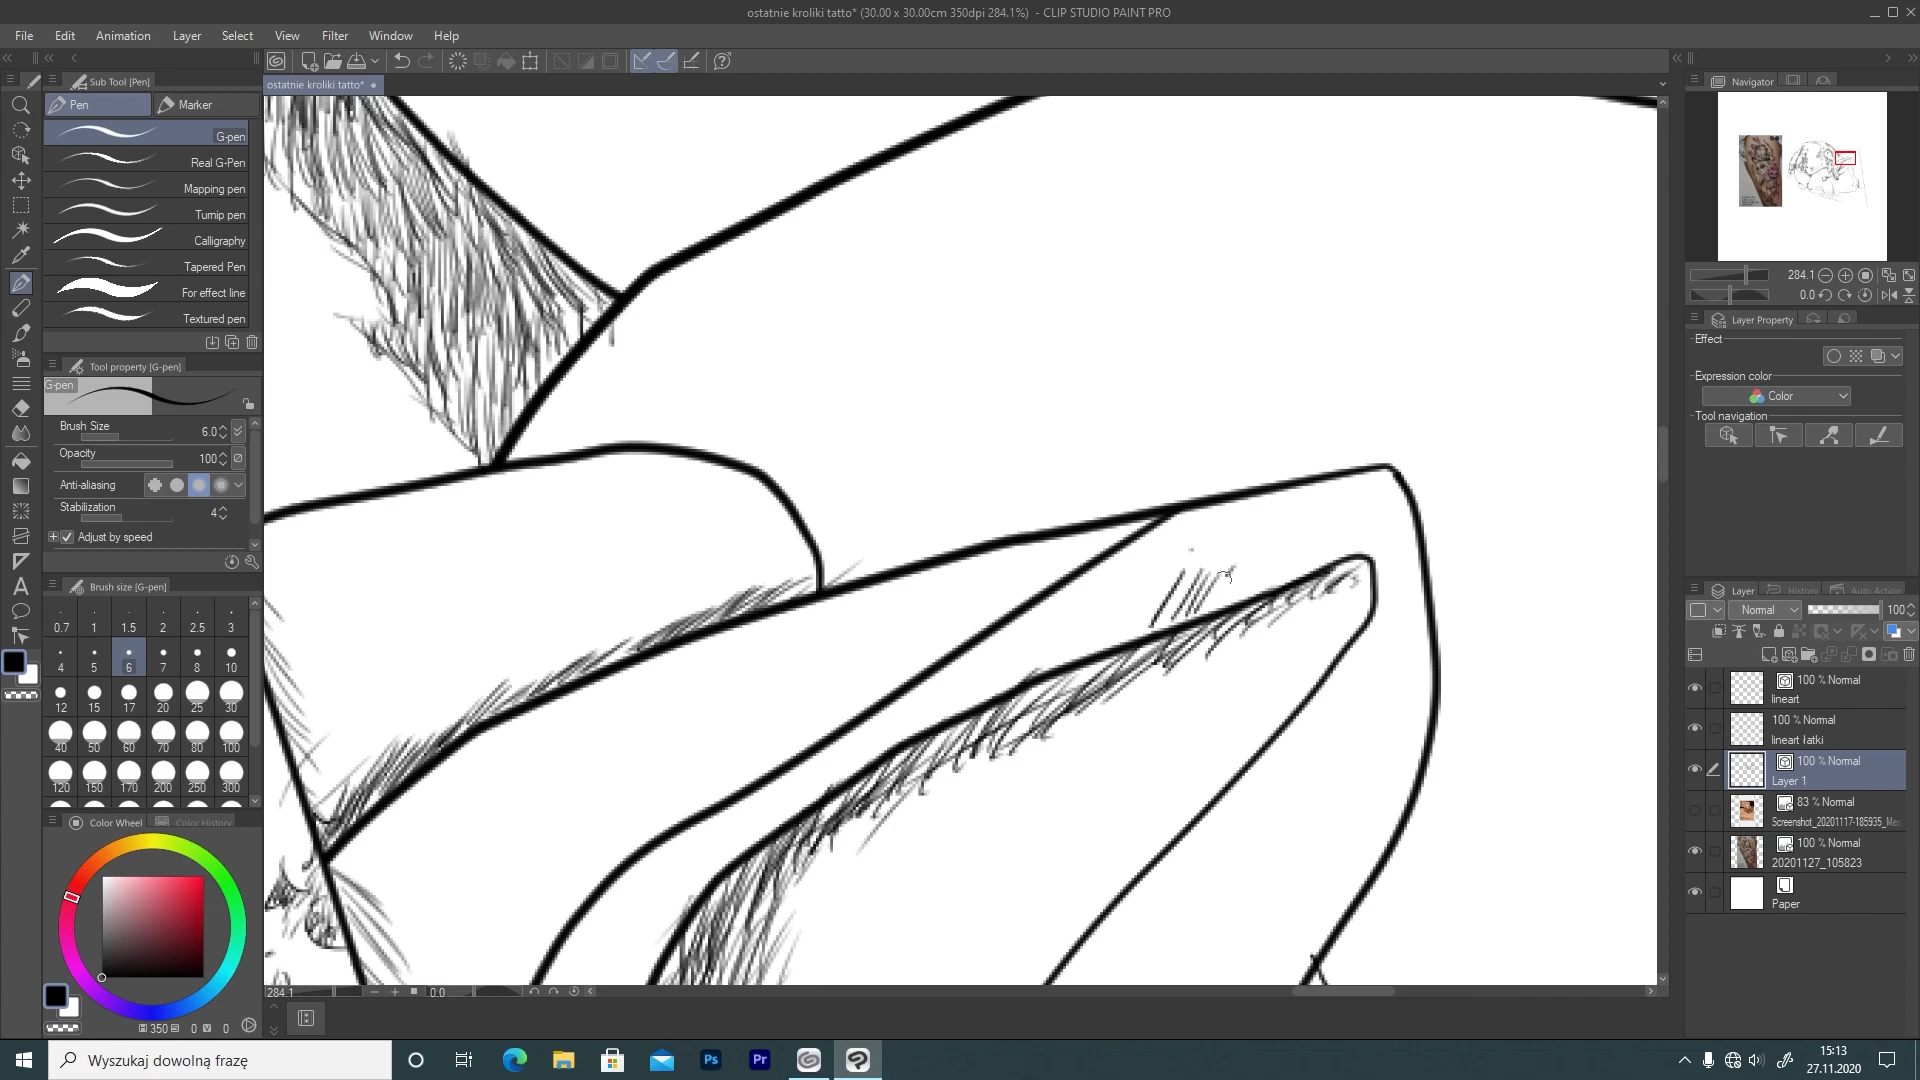 ostatnie kroliki tatto* (30.00 x 30.00cm 350dpi 284.1%) - CLIP STUDIO PAINT PRO
File Edit Animation Layer Select View Filter Window Help
Sub Tool [Pen]
ostatnie kroliki tatto*
Navigator
Pen Marker
G-pen
Real G-Pen
Mapping pen
Turnip pen
Calligraphy
Tapered Pen
For effect line
Textured pen
284.1
0.0
Layer Property
Effect
Expression color
Color
Tool navigation
Tool property [G-pen]
G-pen
Brush Size 6.0
Opacity 100
Anti-aliasing
Stabilization 4
Adjust by speed
Brush size [G-pen]
0.7 1 1.5 2 2.5 3
4 5 6 7 8 10
12 15 17 20 25 30
40 50 60 70 80 100
120 150 170 200 250 300
Color Wheel Color History
H 350 S 0 V 0
Layer History Auto Action
Normal 100
100 % Normal
lineart
100 % Normal
lineart łatki
100 % Normal
Layer 1
83 % Normal
Screenshot_20201117-185935_Me
100 % Normal
20201127_105823
Paper
284.1 0.0
Wyszukaj dowolną frazę
Ps
Pr
15:13
27.11.2020